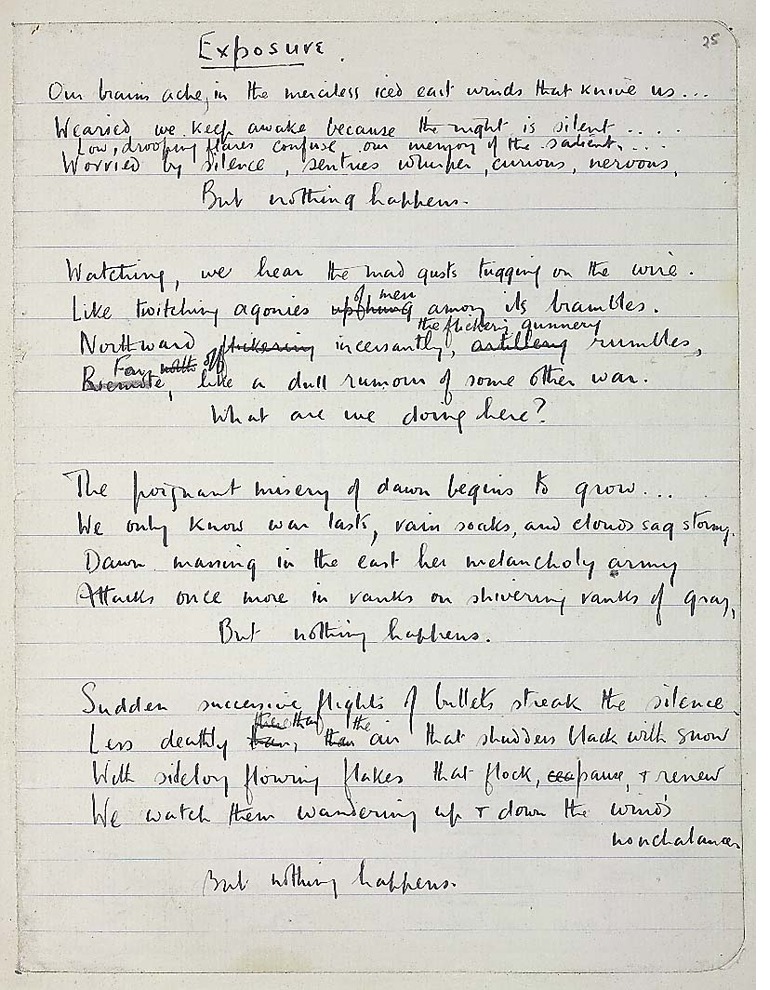 Exposure.
25
Our brains ache, in the merciless iced east winds that knive us...
Wearied we keep awake because the night is silent....
Low, drooping flares confuse our memory of the salient....
Worried by silence, sentries whisper, curious, nervous,
But nothing happens.
Watching, we hear the mad gusts tugging on the wire.
of men
Like twitching agonies among its brambles.
the flickery gunnery
Northward flickering incessantly, artillery rumbles,
Far north off
Remote, like a dull rumour of some other war.
What are we doing here?
The poignant misery of dawn begins to grow...
We only know war lasts, rain soaks, and clouds sag stormy.
Dawn massing in the east her melancholy army
Attacks once more in ranks on shivering ranks of gray,
But nothing happens.
Sudden successive flights of bullets streak the silence.
than the
Less deathly than air that shudders black with snow
With sidelong flowing flakes that flock, pause, + renew
We watch them wandering up + down the wind's
nonchalance
But nothing happens.